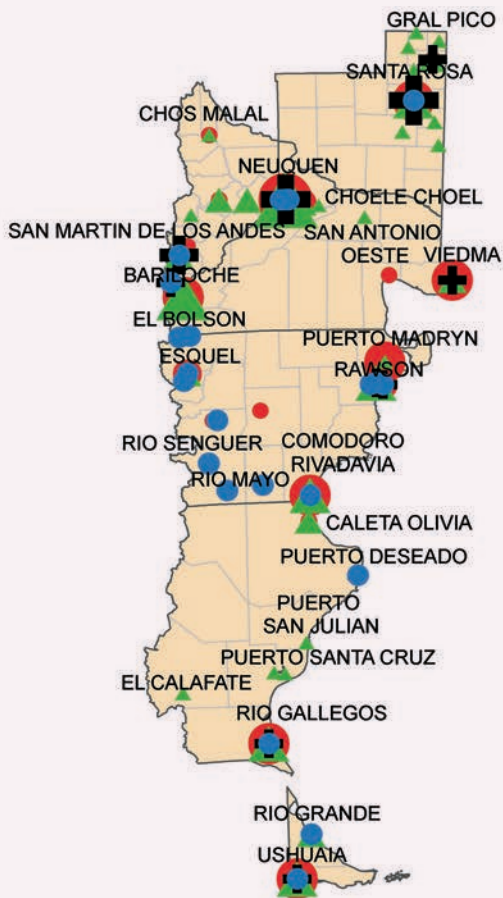 GRAL PICO
SANTA ROSA
CHOS MALAL
NEUQUEN
CHOELE CHOEL
SAN MARTIN DE LOS ANDES
SAN ANTONIO
OESTE
VIEDMA
BARILOCHE
EL BOLSON
PUERTO MADRYN
ESQUEL
RAWSON
RIO SENGUER
COMODORO
RIVADAVIA
RIO MAYO
CALETA OLIVIA
PUERTO DESEADO
PUERTO
SAN JULIAN
PUERTO SANTA CRUZ
EL CALAFATE
RIO GALLEGOS
RIO GRANDE
USHUAIA